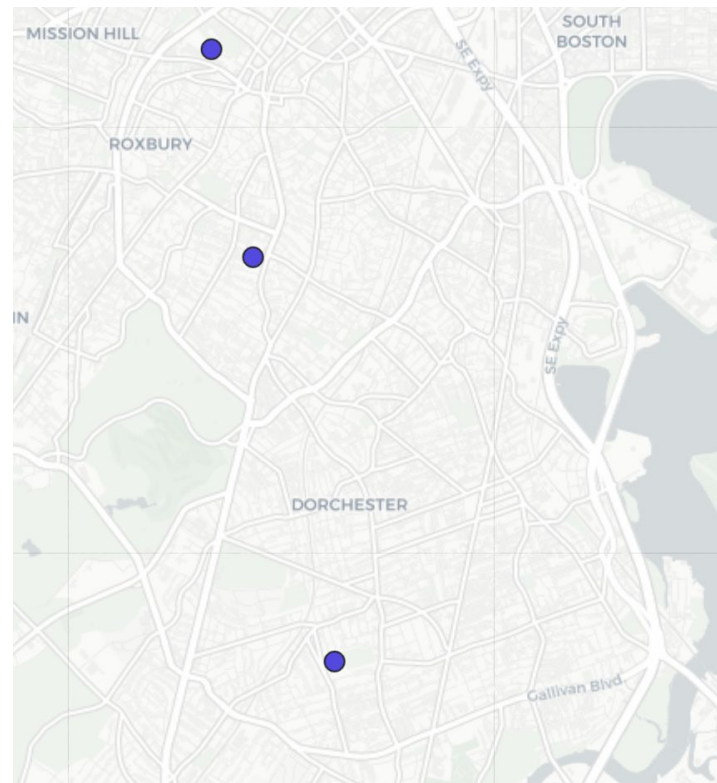 MISSION HILL
SOUTH
BOSTON
SE Expy
ROXBURY
IN
SE Expy
DORCHESTER
Gallivan Blvd